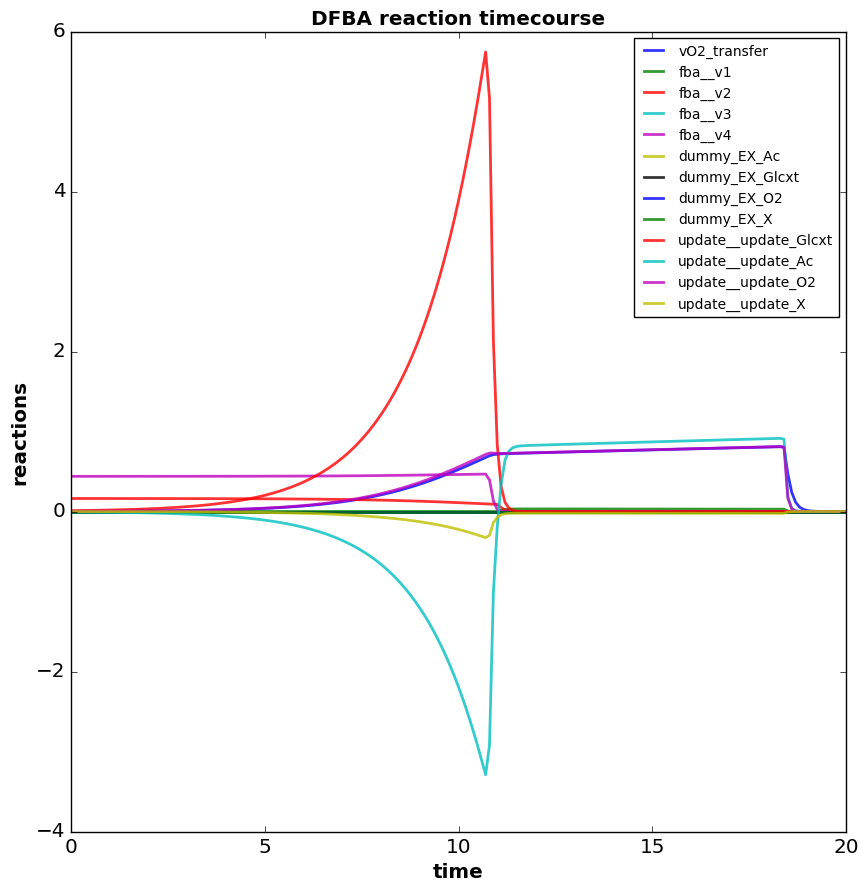 DFBA reaction timecourse
6
4
2
0
−2
−4
reactions
vO2_transfer
fba__v1
fba__v2
fba__v3
fba__v4
dummy_EX_Ac
dummy_EX_Glcxt
dummy_EX_O2
dummy_EX_X
update__update_Glcxt
update__update_Ac
update__update_O2
update__update_X
0 5 10 15 20
time